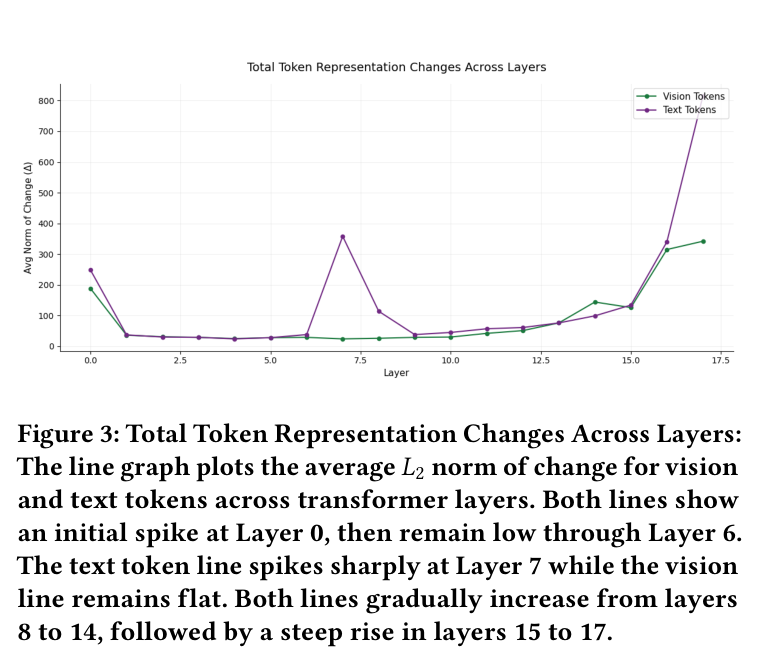 Total Token Representation Changes Across Layers
Vision Tokens
Text Tokens
800
700
600
500
400
300
200
100
0
Avg Norm of Change (Δ)
0.0 2.5 5.0 7.5 10.0 12.5 15.0 17.5
Layer
Figure 3: Total Token Representation Changes Across Layers:
The line graph plots the average L₂ norm of change for vision
and text tokens across transformer layers. Both lines show
an initial spike at Layer 0, then remain low through Layer 6.
The text token line spikes sharply at Layer 7 while the vision
line remains flat. Both lines gradually increase from layers
8 to 14, followed by a steep rise in layers 15 to 17.